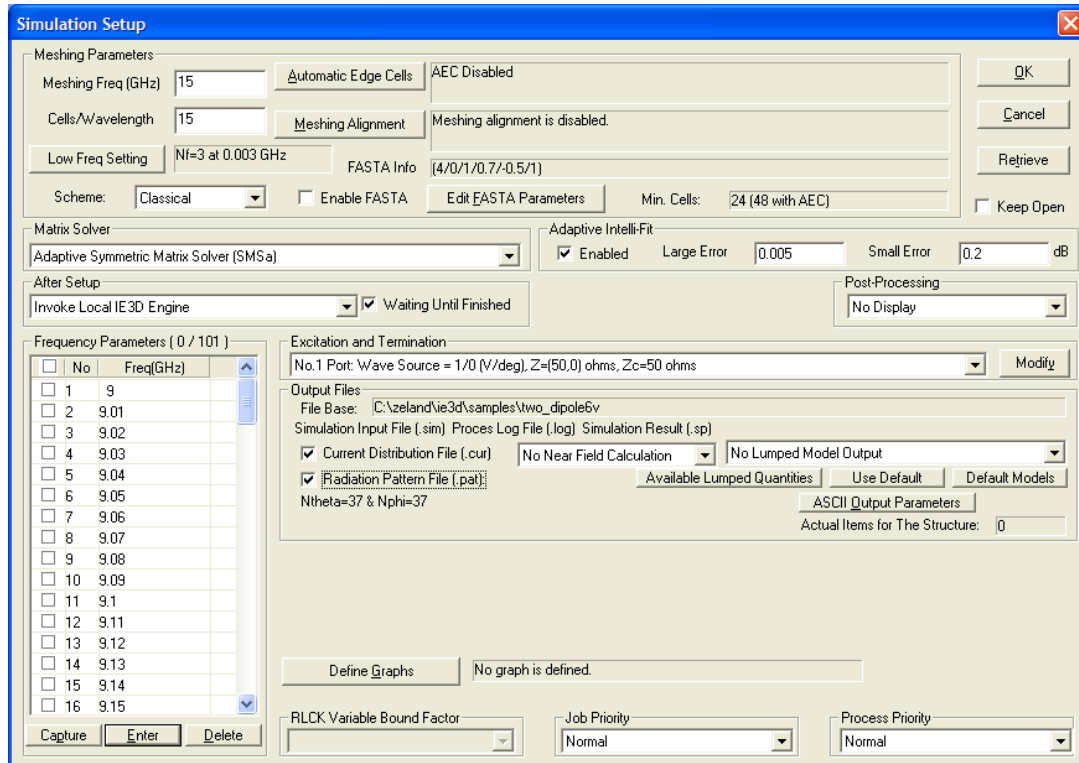 Simulation Setup
Meshing Parameters
Meshing Freq (GHz) 15 Automatic Edge Cells AEC Disabled OK
Cells/Wavelength 15 Meshing Alignment Meshing alignment is disabled. Cancel
Low Freq Setting Nf=3 at 0.003 GHz FASTA Info (4/0/1/0.7/-0.5/1) Retrieve
Scheme: Classical Enable FASTA Edit FASTA Parameters Min. Cells: 24 (48 with AEC) Keep Open
Matrix Solver Adaptive Intelli-Fit
Adaptive Symmetric Matrix Solver (SMSa) Enabled Large Error 0.005 Small Error 0.2 dB
After Setup Post-Processing
Invoke Local IE3D Engine Waiting Until Finished No Display
Frequency Parameters ( 0 / 101 )
No Freq(GHz)
1 9
2 9.01
3 9.02
4 9.03
5 9.04
6 9.05
7 9.06
8 9.07
9 9.08
10 9.09
11 9.1
12 9.11
13 9.12
14 9.13
15 9.14
16 9.15
Capture Enter Delete
Excitation and Termination
No.1 Port: Wave Source = 1/0 (V/deg), Z=(50,0) ohms, Zc=50 ohms Modify
Output Files
File Base: C:\zeland\ie3d\samples\two_dipole6v
Simulation Input File (.sim) Proces Log File (.log) Simulation Result (.sp)
Current Distribution File (.cur) No Near Field Calculation No Lumped Model Output
Radiation Pattern File (.pat): Available Lumped Quantities Use Default Default Models
Ntheta=37 & Nphi=37 ASCII Output Parameters
Actual Items for The Structure: 0
Define Graphs No graph is defined.
RLCK Variable Bound Factor Job Priority Process Priority
Normal Normal